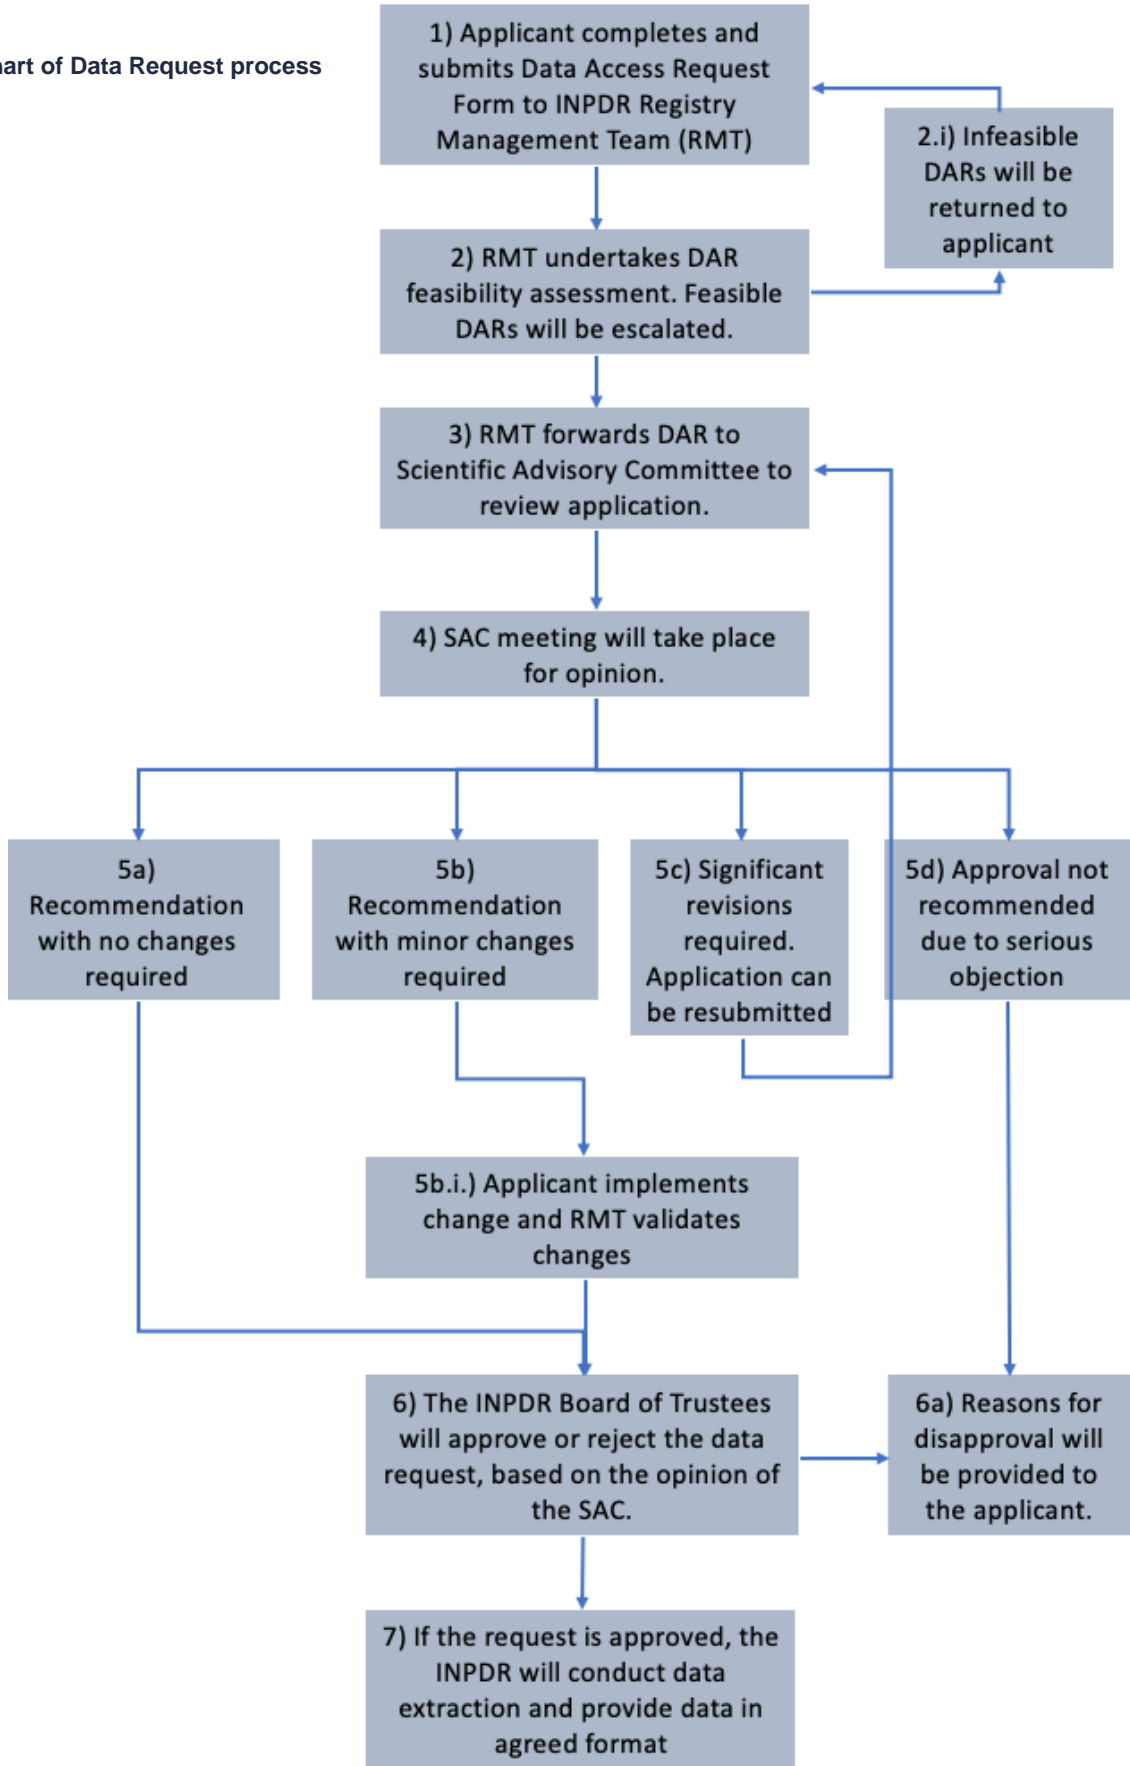 of Data Request process
1) Applicant completes and
submits Data Access Request
Form to INPDR Registry
Management Team (RMT)
2.i) Infeasible
DARs will be
returned to
applicant
2) RMT undertakes DAR
feasibility assessment. Feasible
DARs will be escalated.
3) RMT forwards DAR to
Scientific Advisory Committee to
review application.
4) SAC meeting will take place
for opinion.
5a)
Recommendation
with no changes
required
5b)
Recommendation
with minor changes
required
5c) Significant
revisions
required.
Application can
be resubmitted
5d) Approval not
recommended
due to serious
objection
5b.i.) Applicant implements
change and RMT validates
changes
6) The INPDR Board of Trustees
will approve or reject the data
request, based on the opinion of
the SAC.
6a) Reasons for
disapproval will
be provided to
the applicant.
7) If the request is approved, the
INPDR will conduct data
extraction and provide data in
agreed format